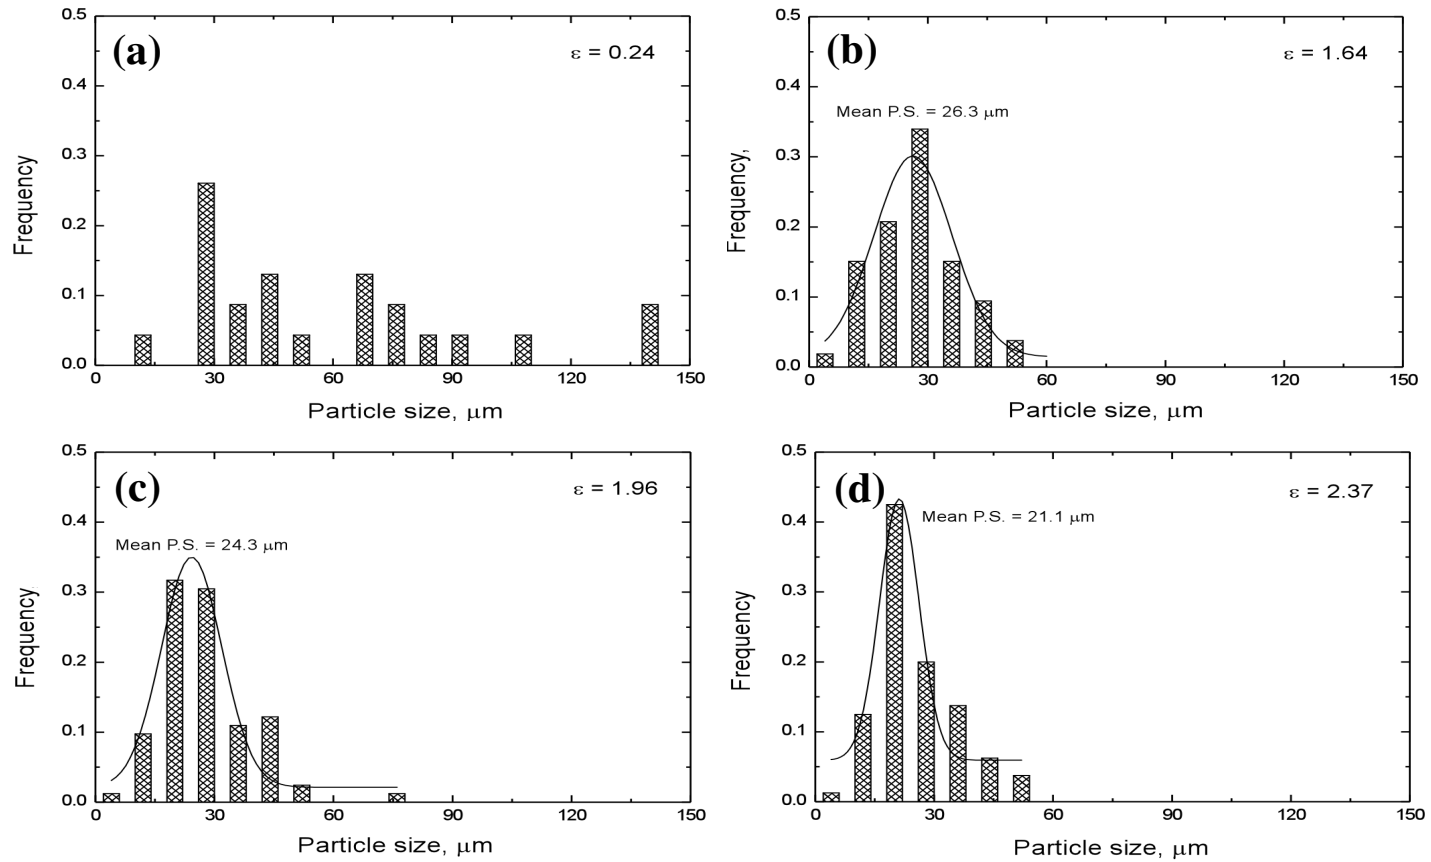 (a)
ε = 0.24
0.5
0.4
0.3
0.2
0.1
0.0
Frequency
0 30 60 90 120 150
Particle size, μm
(b)
ε = 1.64
Mean P.S. = 26.3 μm
0.5
0.4
0.3
0.2
0.1
0.0
Frequency,
0 30 60 90 120 150
Particle size, μm
(c)
ε = 1.96
Mean P.S. = 24.3 μm
0.5
0.4
0.3
0.2
0.1
0.0
Frequency
0 30 60 90 120 150
Particle size, μm
(d)
ε = 2.37
Mean P.S. = 21.1 μm
0.5
0.4
0.3
0.2
0.1
0.0
Frequency
0 30 60 90 120 150
Particle size, μm